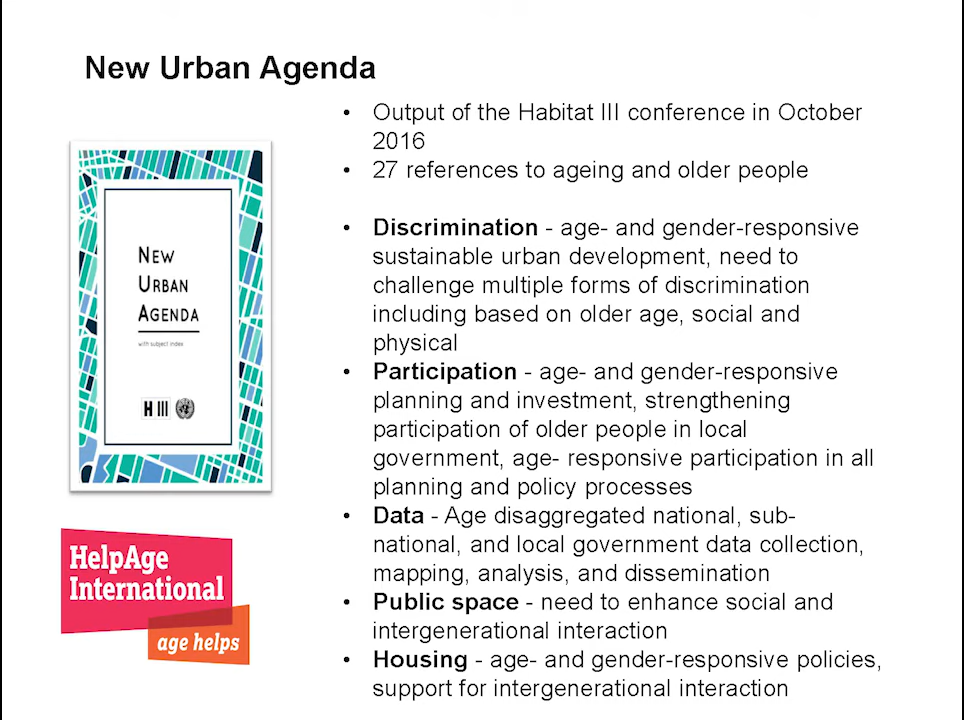 New Urban Agenda
• Output of the Habitat III conference in October
2016
• 27 references to ageing and older people
• Discrimination - age- and gender-responsive
sustainable urban development, need to
challenge multiple forms of discrimination
including based on older age, social and
physical
• Participation - age- and gender-responsive
planning and investment, strengthening
participation of older people in local
government, age- responsive participation in all
planning and policy processes
• Data - Age disaggregated national, sub-
national, and local government data collection,
mapping, analysis, and dissemination
• Public space - need to enhance social and
intergenerational interaction
• Housing - age- and gender-responsive policies,
support for intergenerational interaction
NEW
URBAN
AGENDA
with subject index
H III
HelpAge
International
age helps